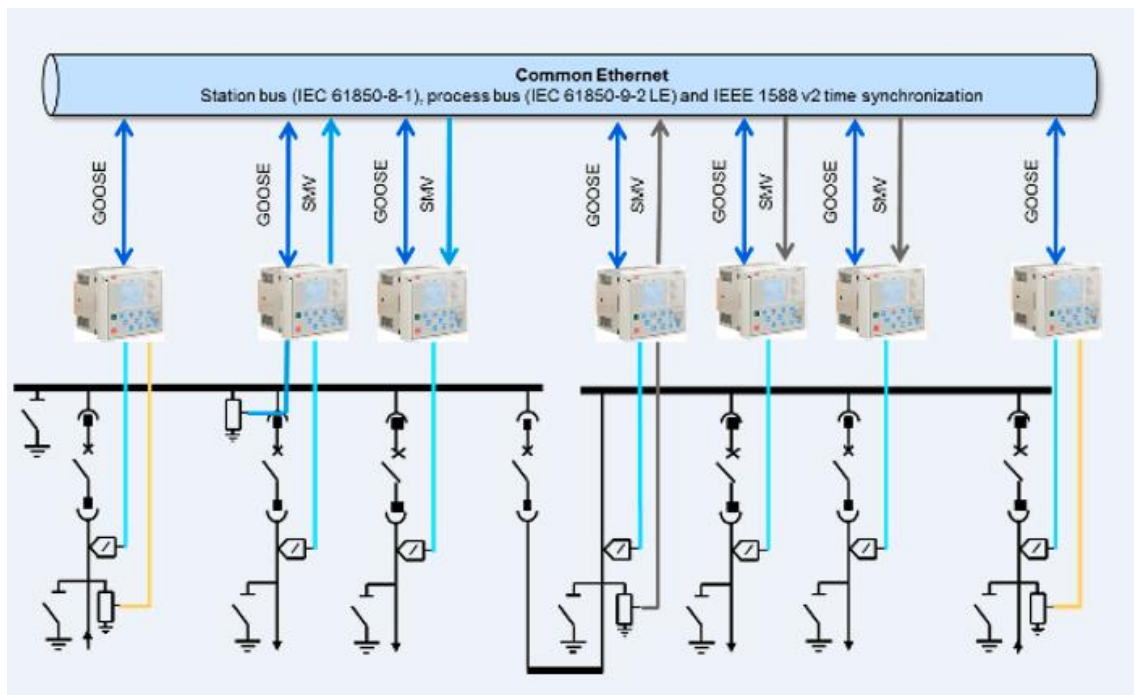 Common Ethernet
Station bus (IEC 61850-8-1), process bus (IEC 61850-9-2 LE) and IEEE 1588 v2 time synchronization
GOOSE
GOOSE
SMV
GOOSE
SMV
GOOSE
SMV
GOOSE
SMV
GOOSE
SMV
GOOSE